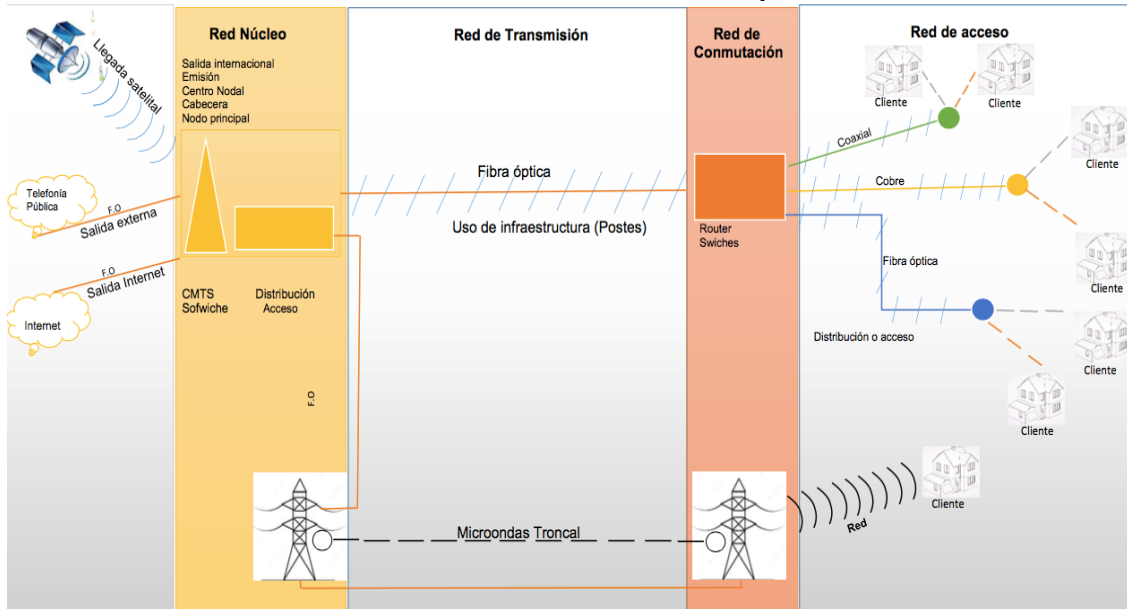 Llegada satelital
Telefonía
Pública
F.O
Salida externa
F.O
Salida Internet
Internet
Red Núcleo
Salida internacional
Emisión
Centro Nodal
Cabecera
Nodo principal
CMTS
Sofwiche
Distribución
Acceso
F.O
Red de Transmisión
Fibra óptica
Uso de infraestructura (Postes)
Microondas Troncal
Red de
Conmutación
Router
Swiches
Red de acceso
Cliente
Cliente
Coaxial
Cliente
Cobre
Cliente
Fibra óptica
Distribución o acceso
Cliente
Cliente
Cliente
Red